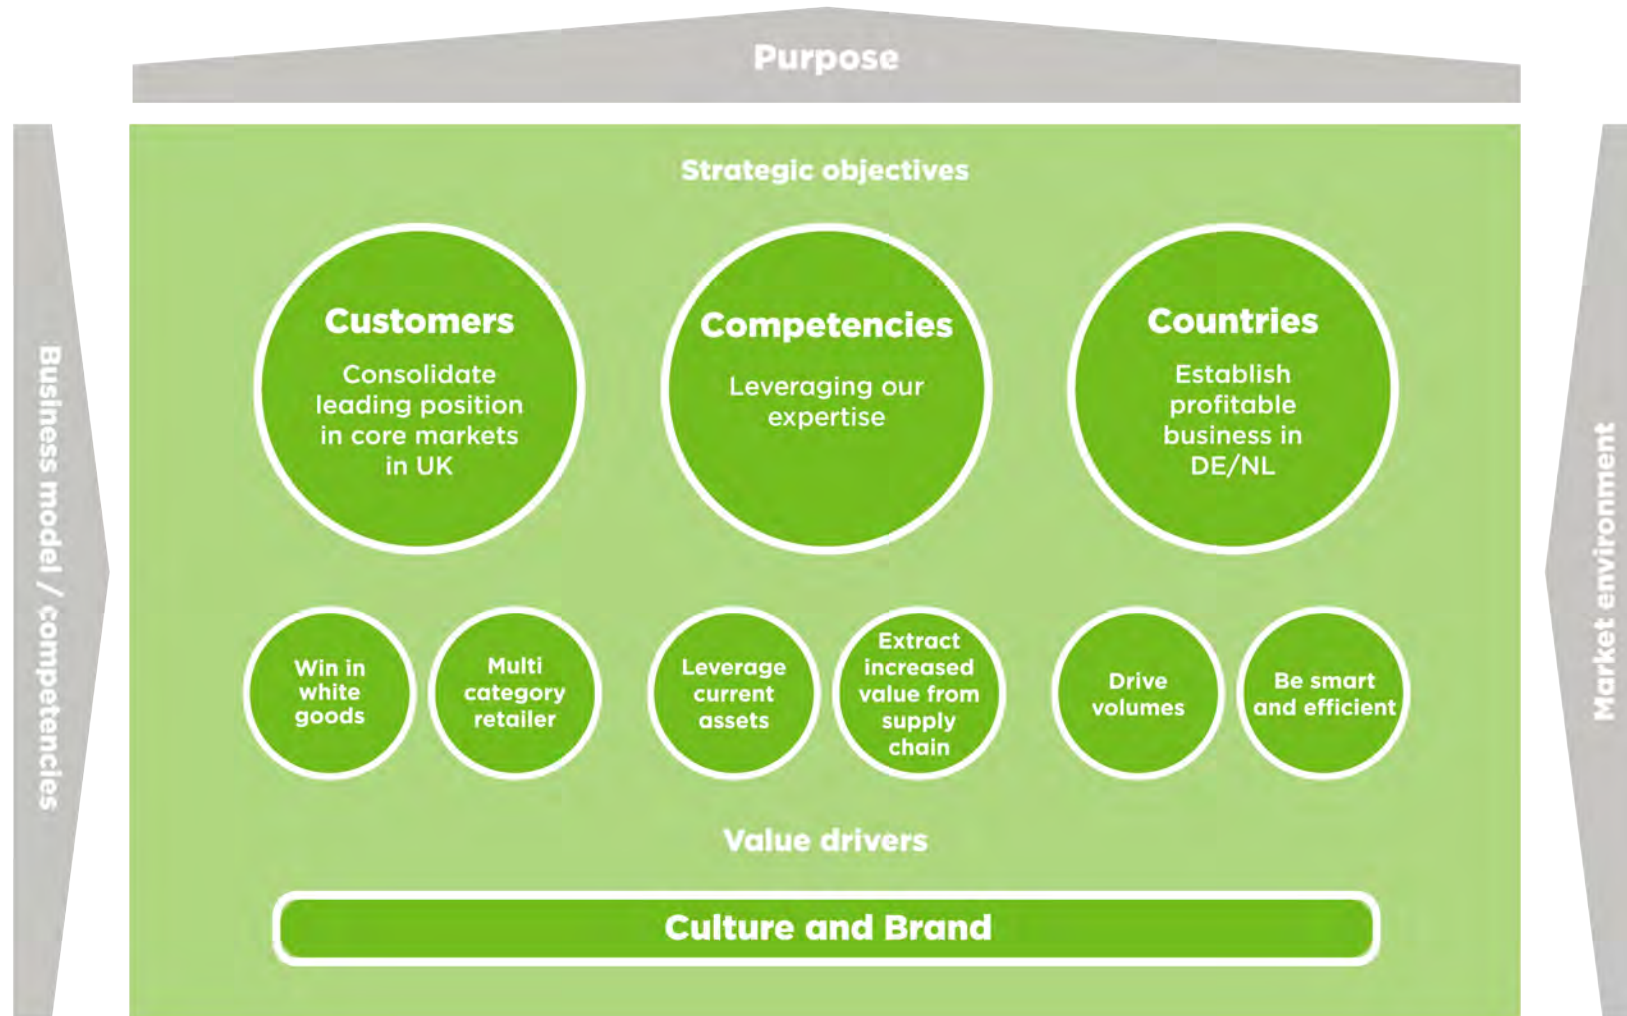 Purpose
Strategic objectives
Customers
Consolidate
leading position
in core markets
in UK
Competencies
Leveraging our
expertise
Countries
Establish
profitable
business in
DE/NL
Win in
white
goods
Multi
category
retailer
Leverage
current
assets
Extract
increased
value from
supply
chain
Drive
volumes
Be smart
and efficient
Value drivers
Culture and Brand
Business model / competencies
Market environment